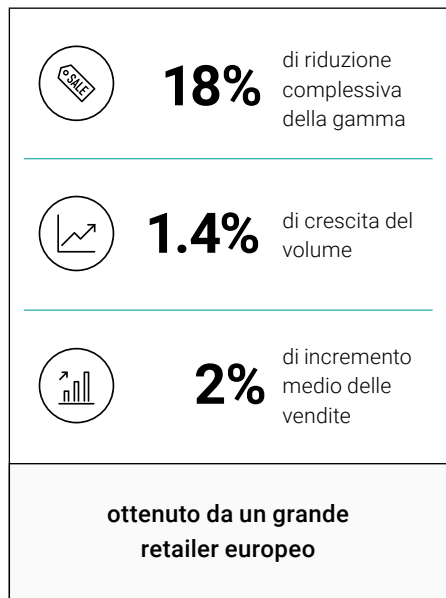 SALE
18%
di riduzione
complessiva
della gamma
1.4%
di crescita del
volume
2%
di incremento
medio delle
vendite
ottenuto da un grande
retailer europeo